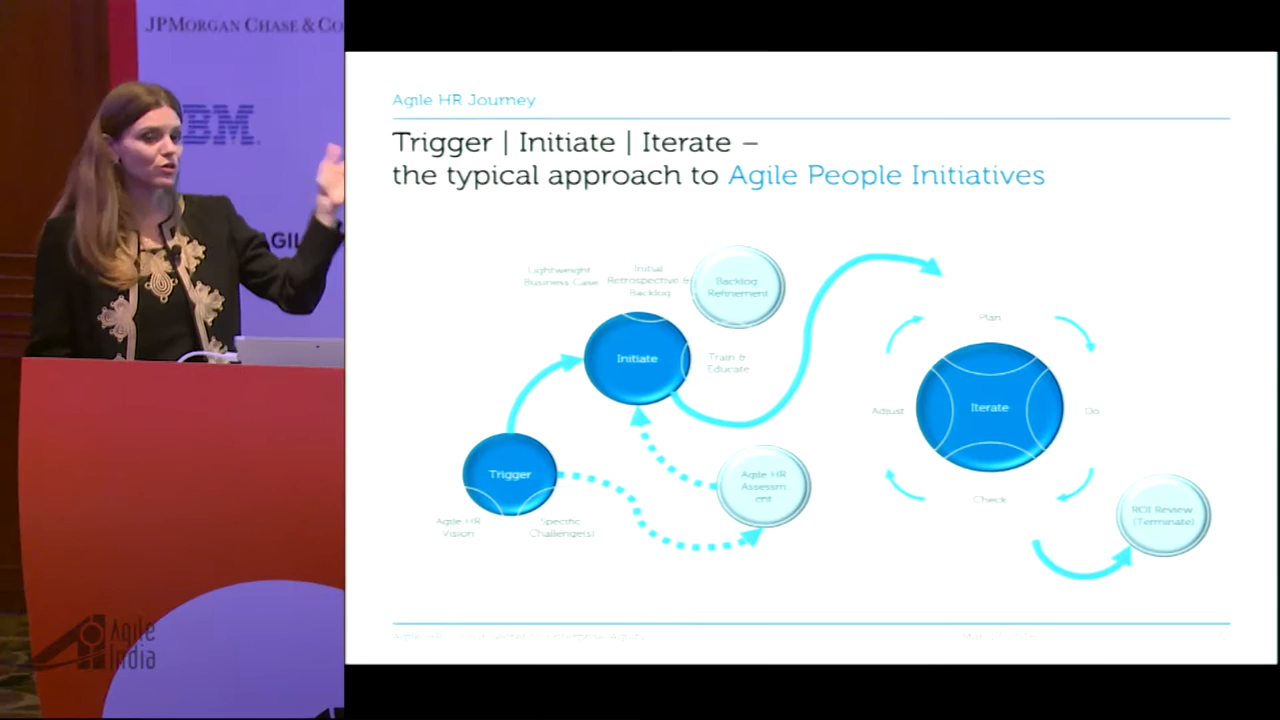 JPMORGAN CHASE & CO
IBM
AGIL
Agile
India
Agile HR Journey
Trigger | Initiate | Iterate –
the typical approach to Agile People Initiatives
Lightweight
Business Case
Initial
Retrospective &
Backlog
Backlog
Refinement
Initiate
Train &
Educate
Trigger
Agile HR
Vision
Specific
Challenge(s)
Agile HR
Assessm
ent
Plan
Do
Check
Adjust
Iterate
ROI Review
(Terminate)